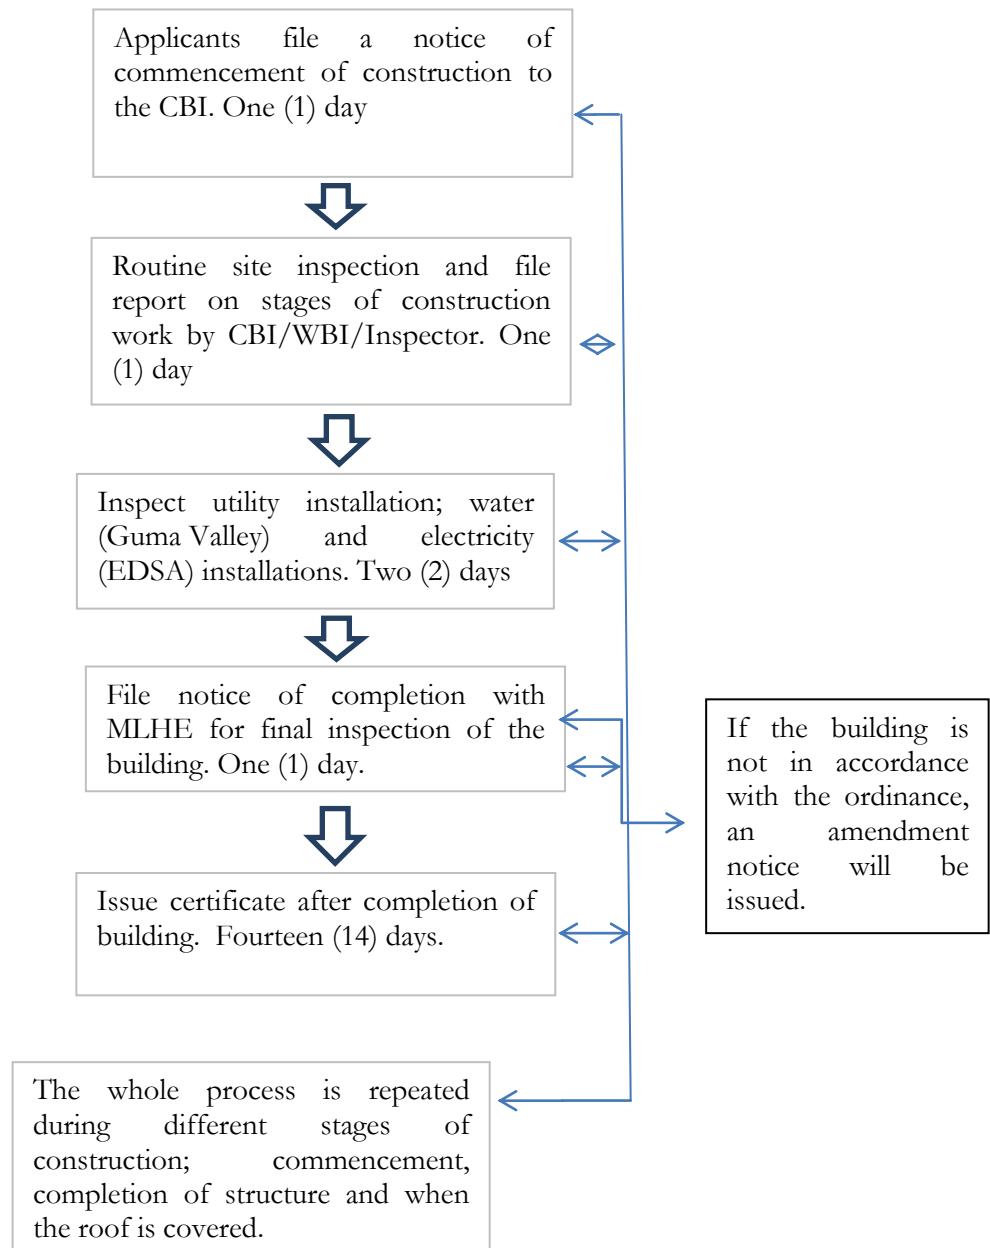 Applicants file a notice of
commencement of construction to
the CBI. One (1) day
Routine site inspection and file
report on stages of construction
work by CBI/WBI/Inspector. One
(1) day
Inspect utility installation; water
(Guma Valley) and electricity
(EDSA) installations. Two (2) days
File notice of completion with
MLHE for final inspection of the
building. One (1) day.
If the building is
not in accordance
with the ordinance,
an amendment
notice will be
issued.
Issue certificate after completion of
building. Fourteen (14) days.
The whole process is repeated
during different stages of
construction; commencement,
completion of structure and when
the roof is covered.